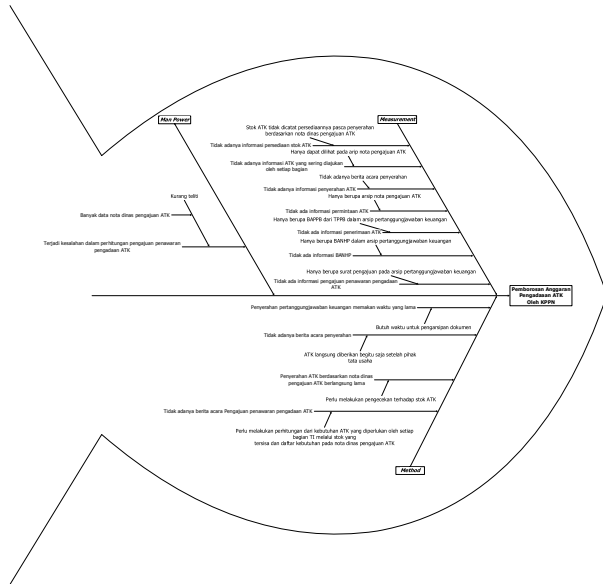 Man Power
Measurement
Stok ATK tidak dicatat persediaannya pasca penyerahan
berdasarkan nota dinas pengajuan ATK
Tidak adanya informasi persediaan stok ATK
Hanya dapat dilihat pada arip nota pengajuan ATK
Tidak adanya informasi ATK yang sering diajukan
oleh setiap bagian
Tidak adanya berita acara penyerahan
Tidak adanya informasi penyerahan ATK
Hanya berupa arsip nota pengajuan ATK
Tidak ada informasi permintaan ATK
Hanya berupa BAPPB dari TPPB dalam arsip pertanggungjawaban keuangan
Tidak ada informasi penerimaan ATK
Hanya berupa BANHP dalam arsip pertanggungjawaban keuangan
Tidak ada informasi BANHP
Hanya berupa surat pengajuan pada arsip pertanggungjawaban keuangan
Tidak ada informasi pengajuan penawaran pengadaan
ATK
Kurang teliti
Banyak data nota dinas pengajuan ATK
Terjadi kesalahan dalam perhitungan pengajuan penawaran
pengadaan ATK
Pemborosan Anggaran
Pengadaan ATK
Oleh KPPN
Penyerahan pertanggungjawaban keuangan memakan waktu yang lama
Butuh waktu untuk pengarsipan dokumen
Tidak adanya berita acara penyerahan
ATK langsung diberikan begitu saja setelah pihak
tata usaha
Penyerahan ATK berdasarkan nota dinas
pengajuan ATK berlangsung lama
Perlu melakukan pengecekan terhadap stok ATK
Tidak adanya berita acara Pengajuan penawaran pengadaan ATK
Perlu melakukan perhitungan dari kebutuhan ATK yang diperlukan oleh setiap
bagian TI melalui stok yang
tersisa dan daftar kebutuhan pada nota dinas pengajuan ATK
Method